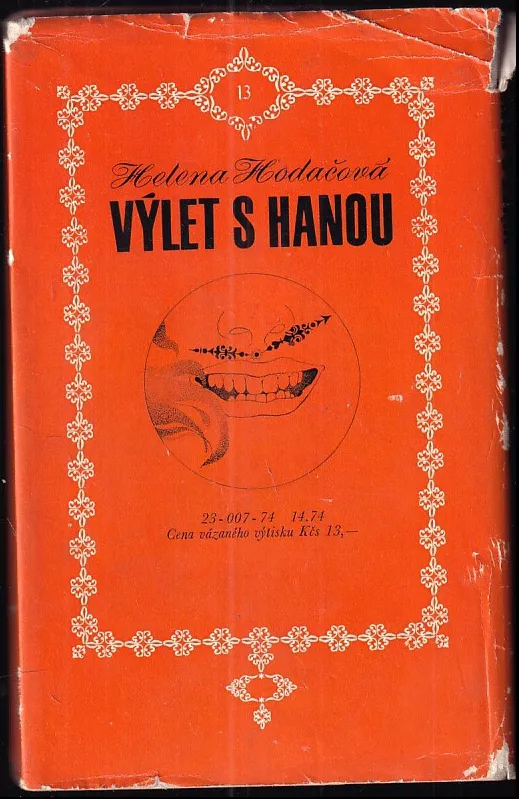 13
Helena Hodačová
VÝLET S HANOU
23-007-74 14.74
Cena vázaného výtisku Kčs 13,—